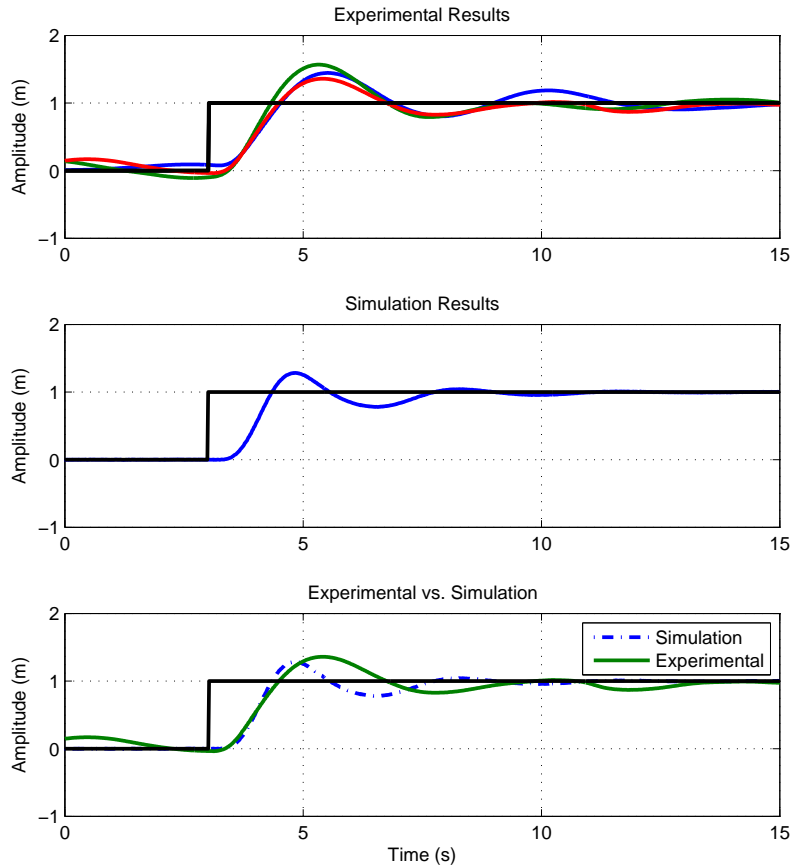 Experimental Results
2
1
0
−1
0
5
10
15
Amplitude (m)
Simulation Results
2
1
0
−1
0
5
10
15
Amplitude (m)
Experimental vs. Simulation
2
1
0
−1
0
5
10
15
Amplitude (m)
Simulation
Experimental
Time (s)